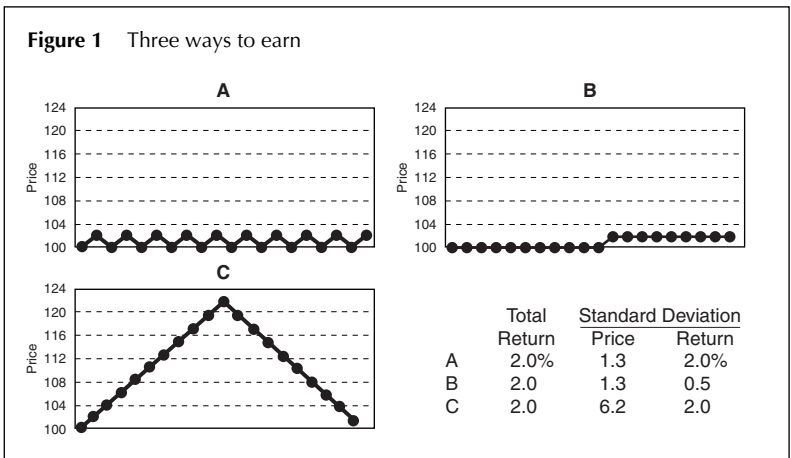 Figure 1 Three ways to earn
A
124
120
116
112
108
104
100
Price
B
124
120
116
112
108
104
100
Price
C
124
120
116
112
108
104
100
Price
Total Standard Deviation
Return Price Return
A 2.0% 1.3 2.0%
B 2.0 1.3 0.5
C 2.0 6.2 2.0